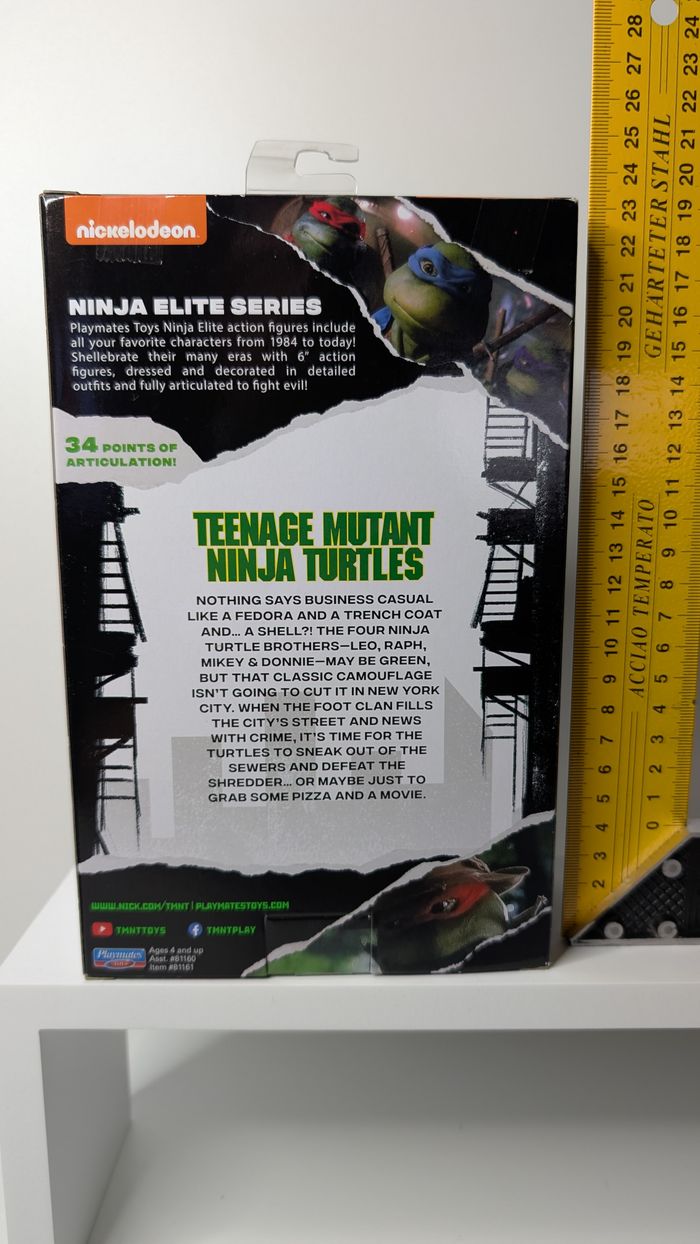 nickelodeon
NINJA ELITE SERIES
Playmates Toys Ninja Elite action figures include
all your favorite characters from 1984 to today!
Shellebrate their many eras with 6" action
figures, dressed and decorated in detailed
outfits and fully articulated to fight evil!
34 POINTS OF
ARTICULATION!
TEENAGE MUTANT
NINJA TURTLES
NOTHING SAYS BUSINESS CASUAL
LIKE A FEDORA AND A TRENCH COAT
AND... A SHELL?! THE FOUR NINJA
TURTLE BROTHERS—LEO, RAPH,
MIKEY & DONNIE—MAY BE GREEN,
BUT THAT CLASSIC CAMOUFLAGE
ISN'T GOING TO CUT IT IN NEW YORK
CITY. WHEN THE FOOT CLAN FILLS
THE CITY'S STREET AND NEWS
WITH CRIME, IT'S TIME FOR THE
TURTLES TO SNEAK OUT OF THE
SEWERS AND DEFEAT THE
SHREDDER... OR MAYBE JUST TO
GRAB SOME PIZZA AND A MOVIE.
WWW.NICK.COM/TMNT | PLAYMATESTOYS.COM
TMNTTOYS TMNTPLAY
Playmates
TOYS
Ages 4 and up
Asst. #81160
Item #81161
GEHÄRTETER STAHL
ACCIAO TEMPERATO
2 3 4 5 6 7 8 9 10 11 12 13 14 15 16 17 18 19 20 21 22 23 24 25 26 27 28
0 1 2 3 4 5 6 7 8 9 10 11 12 13 14 15 16 17 18 19 20 21 22 23 24